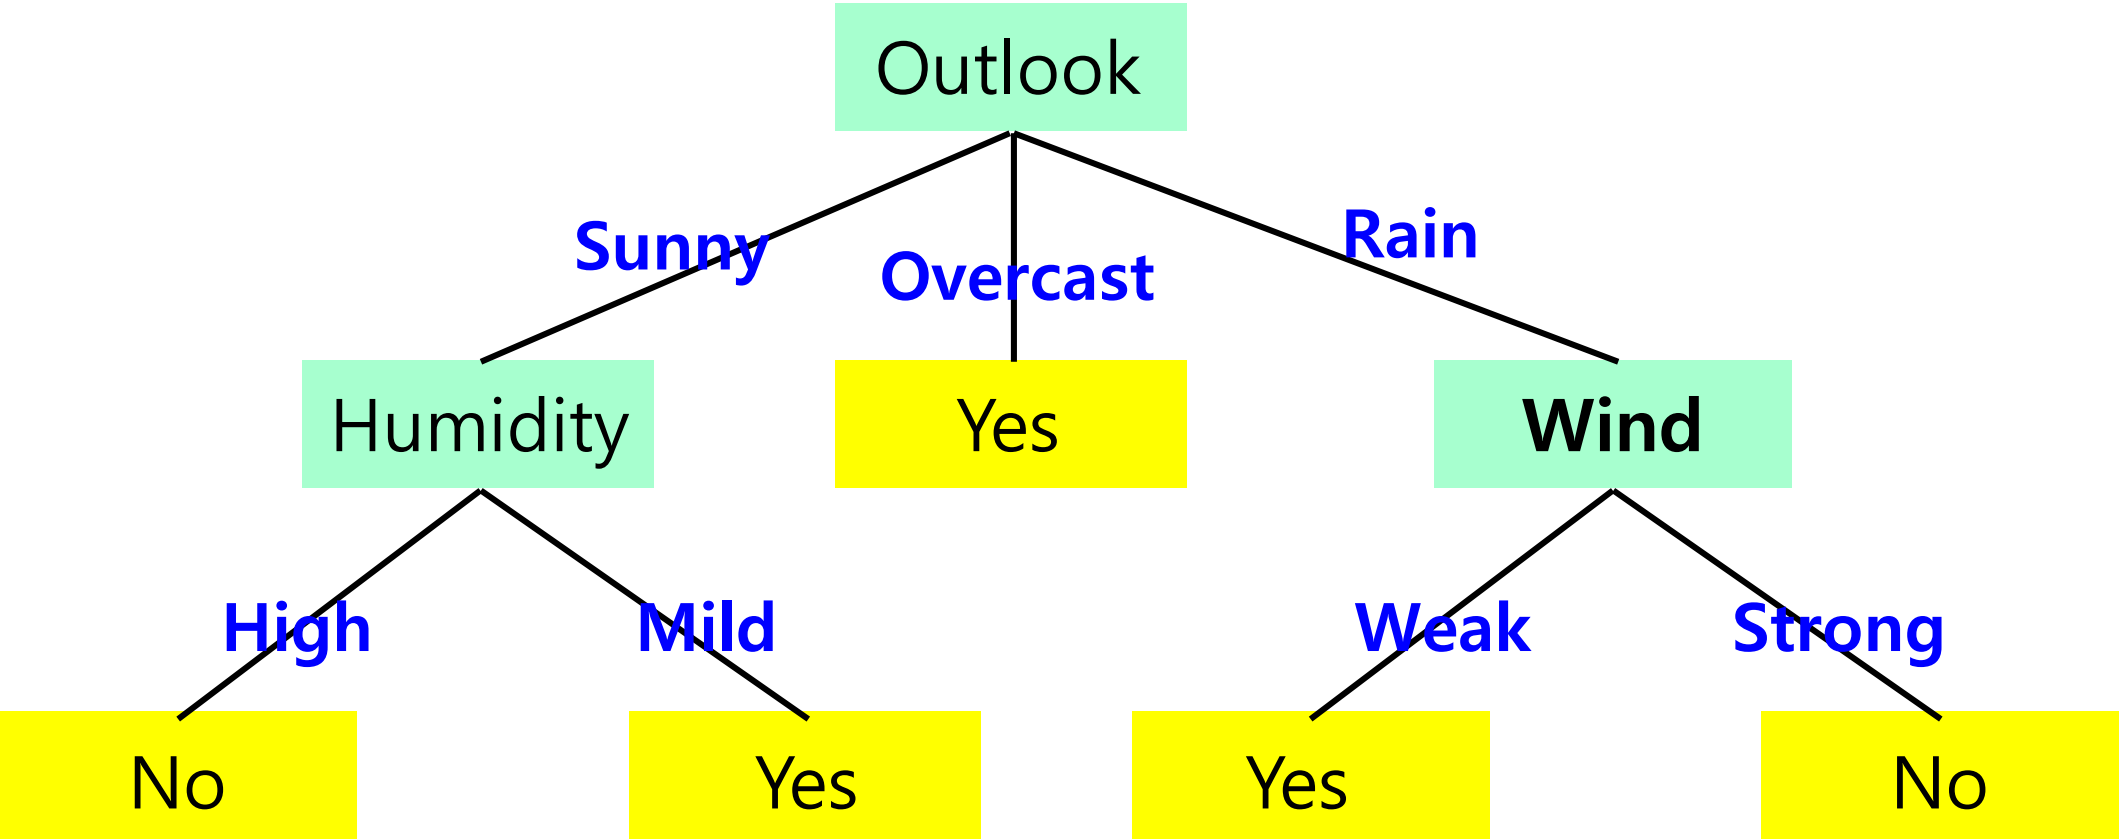 Outlook
Sunny
Overcast
Rain
Humidity
Yes
Wind
High
Mild
Weak
Strong
No
Yes
Yes
No